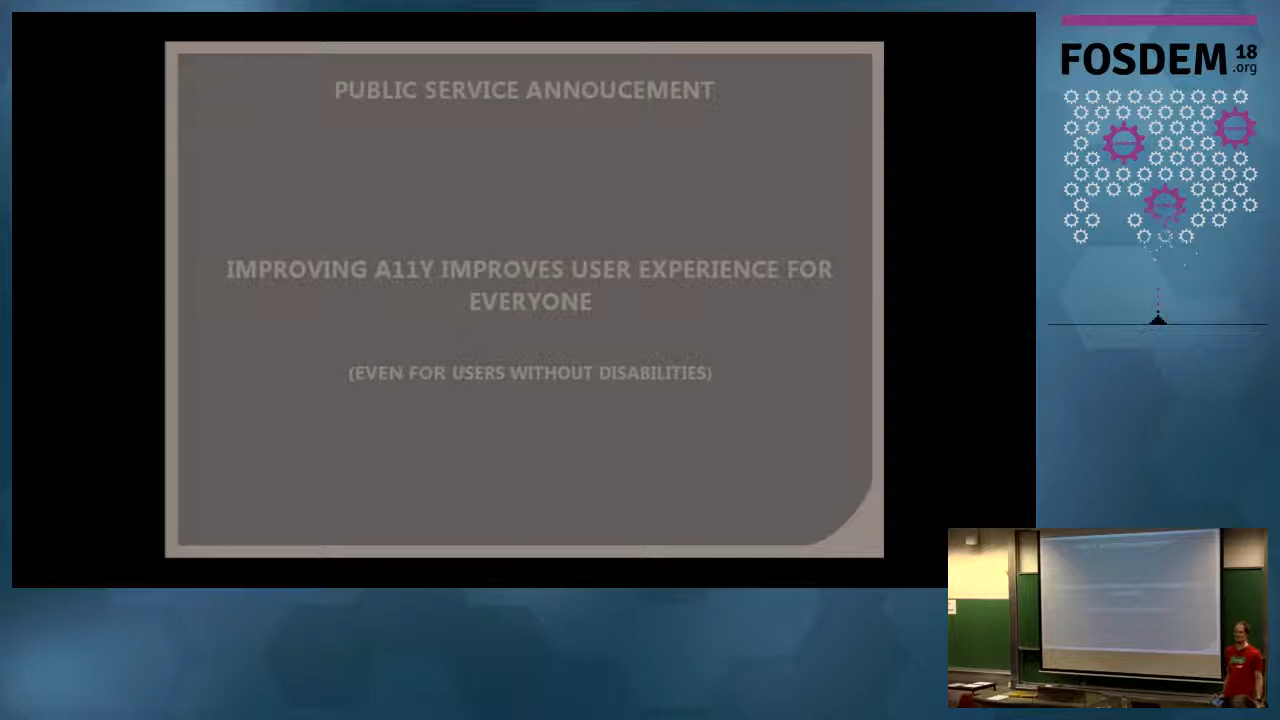 PUBLIC SERVICE ANNOUCEMENT
IMPROVING A11Y IMPROVES USER EXPERIENCE FOR
EVERYONE
(EVEN FOR USERS WITHOUT DISABILITIES)
FOSDEM 18
.org